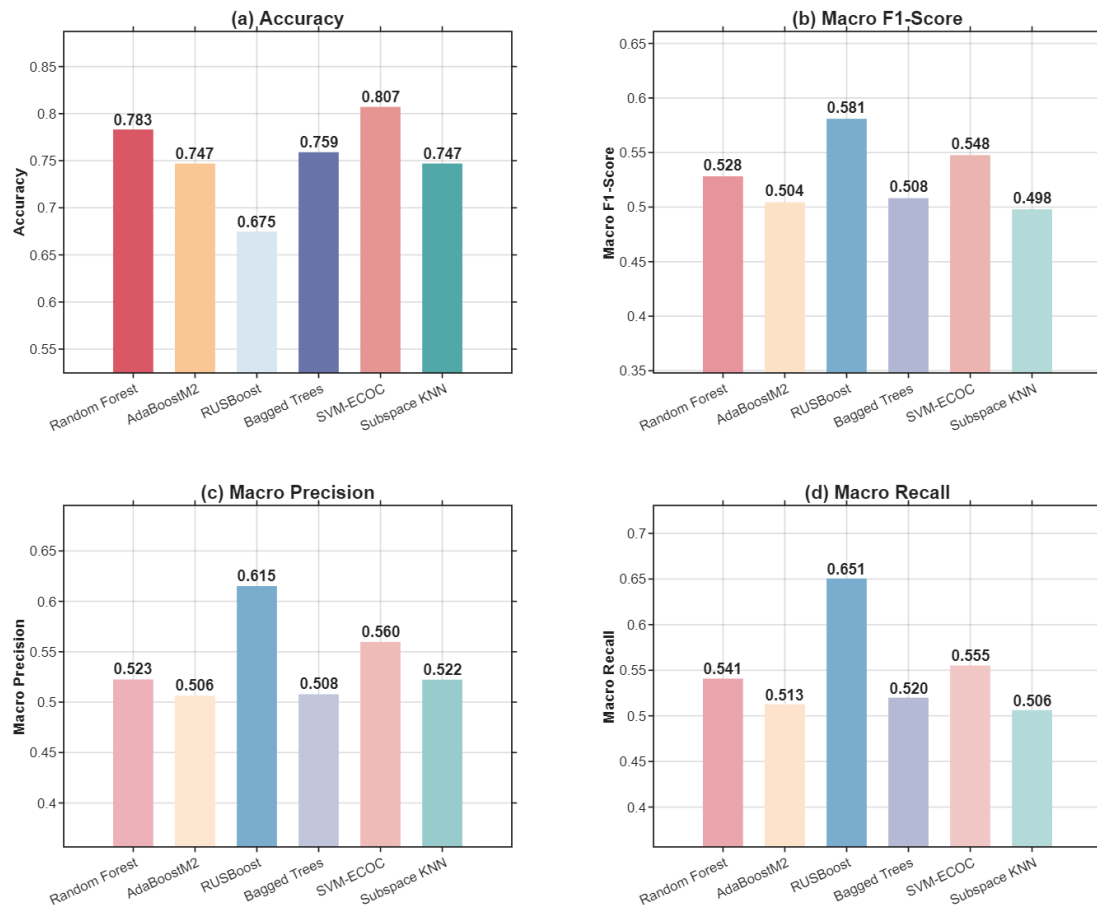 (a) Accuracy
Accuracy
0.85
0.8
0.75
0.7
0.65
0.6
0.55
0.783
0.747
0.675
0.759
0.807
0.747
Random Forest
AdaBoostM2
RUSBoost
Bagged Trees
SVM-ECOC
Subspace KNN
(b) Macro F1-Score
Macro F1-Score
0.65
0.6
0.55
0.5
0.45
0.4
0.35
0.528
0.504
0.581
0.508
0.548
0.498
Random Forest
AdaBoostM2
RUSBoost
Bagged Trees
SVM-ECOC
Subspace KNN
(c) Macro Precision
Macro Precision
0.65
0.6
0.55
0.5
0.45
0.4
0.523
0.506
0.615
0.508
0.560
0.522
Random Forest
AdaBoostM2
RUSBoost
Bagged Trees
SVM-ECOC
Subspace KNN
(d) Macro Recall
Macro Recall
0.7
0.65
0.6
0.55
0.5
0.45
0.4
0.541
0.513
0.651
0.520
0.555
0.506
Random Forest
AdaBoostM2
RUSBoost
Bagged Trees
SVM-ECOC
Subspace KNN